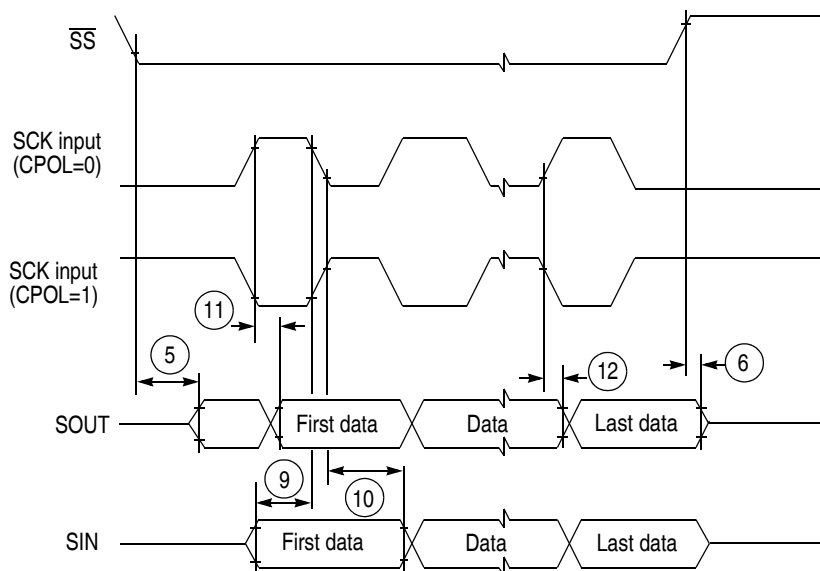 SS
SCK input
(CPOL=0)
SCK input
(CPOL=1)
11
5
12
6
SOUT
First data
Data
Last data
9
10
SIN
First data
Data
Last data